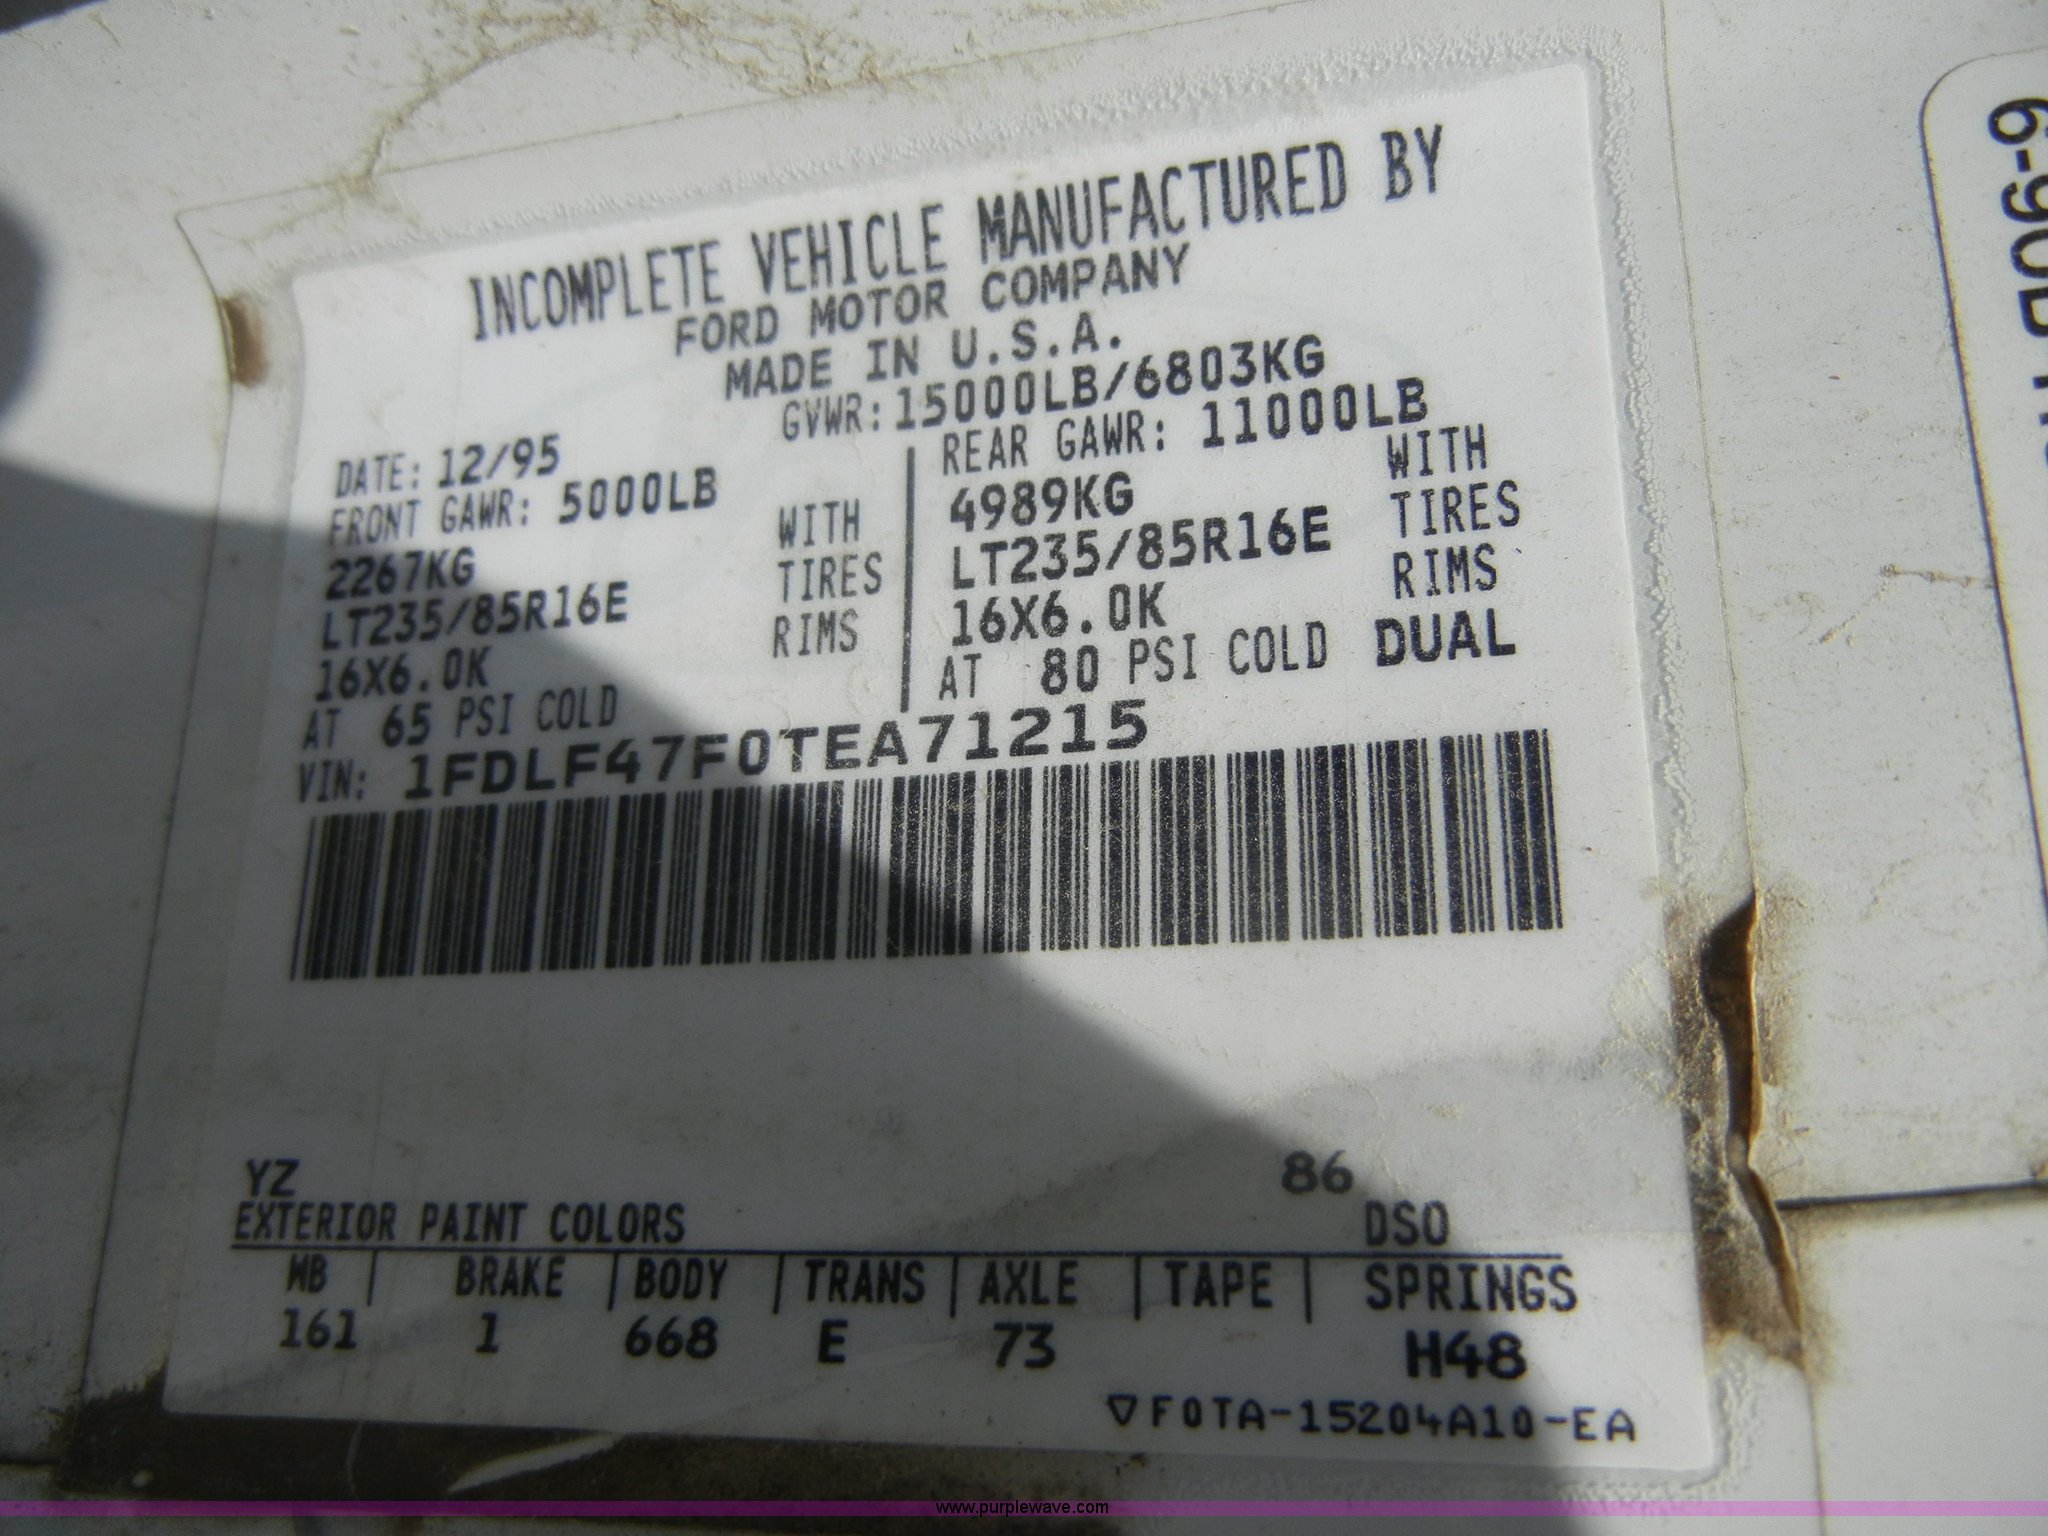 INCOMPLETE VEHICLE MANUFACTURED BY
FORD MOTOR COMPANY
MADE IN U.S.A.
GVWR: 15000LB/6803KG
DATE: 12/95
FRONT GAWR: 5000LB
2267KG WITH
LT235/85R16E TIRES
16X6.0K RIMS
AT 65 PSI COLD
REAR GAWR: 11000LB
4989KG WITH
LT235/85R16E TIRES
16X6.0K RIMS
AT 80 PSI COLD DUAL
VIN: 1FDLF47F0TEA71215
YZ 86
EXTERIOR PAINT COLORS DSO
WB | BRAKE | BODY | TRANS | AXLE | TAPE | SPRINGS
161 1 668 E 73 H48
▽F0TA-15204A10-EA
www.purplewave.com